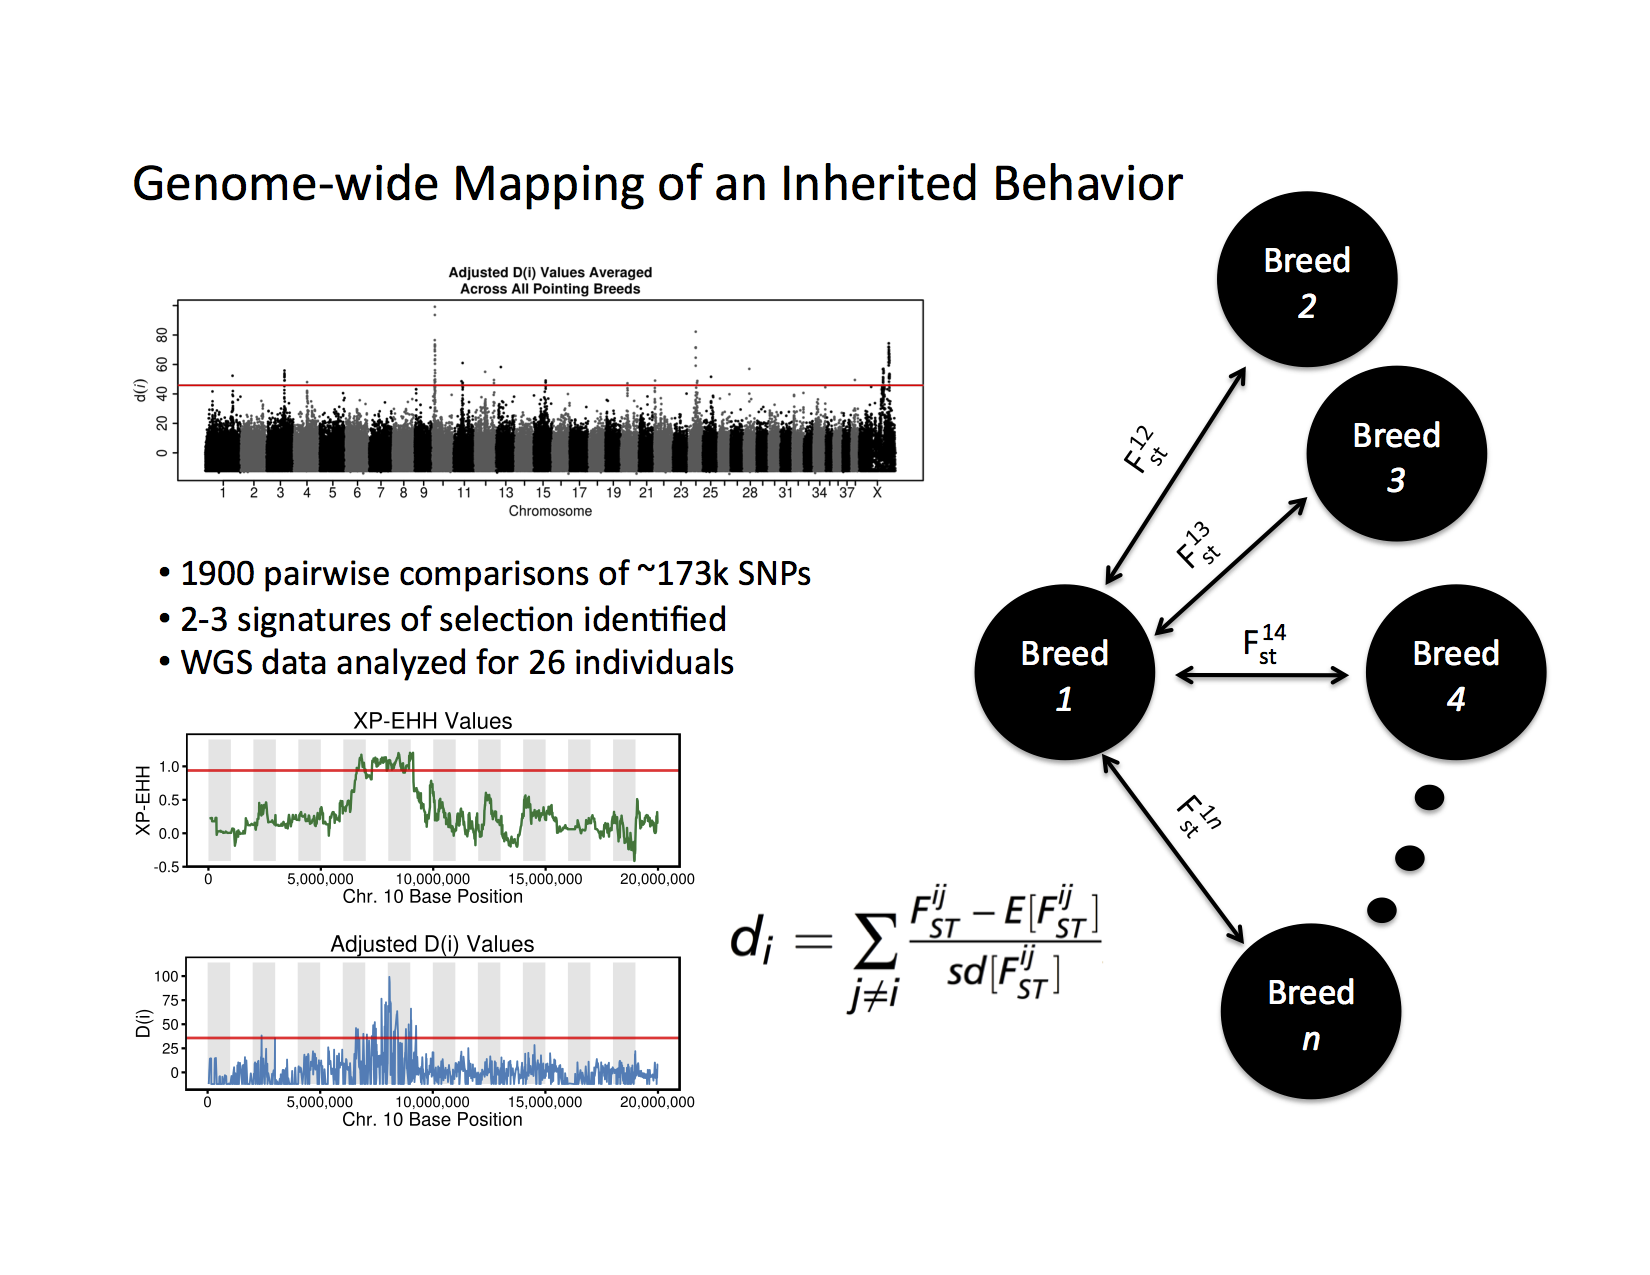 Genome-wide Mapping of an Inherited Behavior
Adjusted D(i) Values Averaged
Across All Pointing Breeds
d(i)
80
60
40
20
0
1 2 3 4 5 6 7 8 9 11 13 15 17 19 21 23 25 28 31 34 37 X
Chromosome
• 1900 pairwise comparisons of ~173k SNPs
• 2-3 signatures of selection identified
• WGS data analyzed for 26 individuals
XP-EHH Values
XP-EHH
1.0
0.5
0.0
-0.5
0 5,000,000 10,000,000 15,000,000 20,000,000
Chr. 10 Base Position
Adjusted D(i) Values
D(i)
100
75
50
25
0
0 5,000,000 10,000,000 15,000,000 20,000,000
Chr. 10 Base Position
d_i = ∑_{j≠i} (F_{ST}^{ij} – E[F_{ST}^{ij}]) / sd[F_{ST}^{ij}]
Breed
2
F_{st}^{12}
Breed
3
F_{st}^{13}
Breed
1
F_{st}^{14}
Breed
4
F_{st}^{1n}
Breed
n